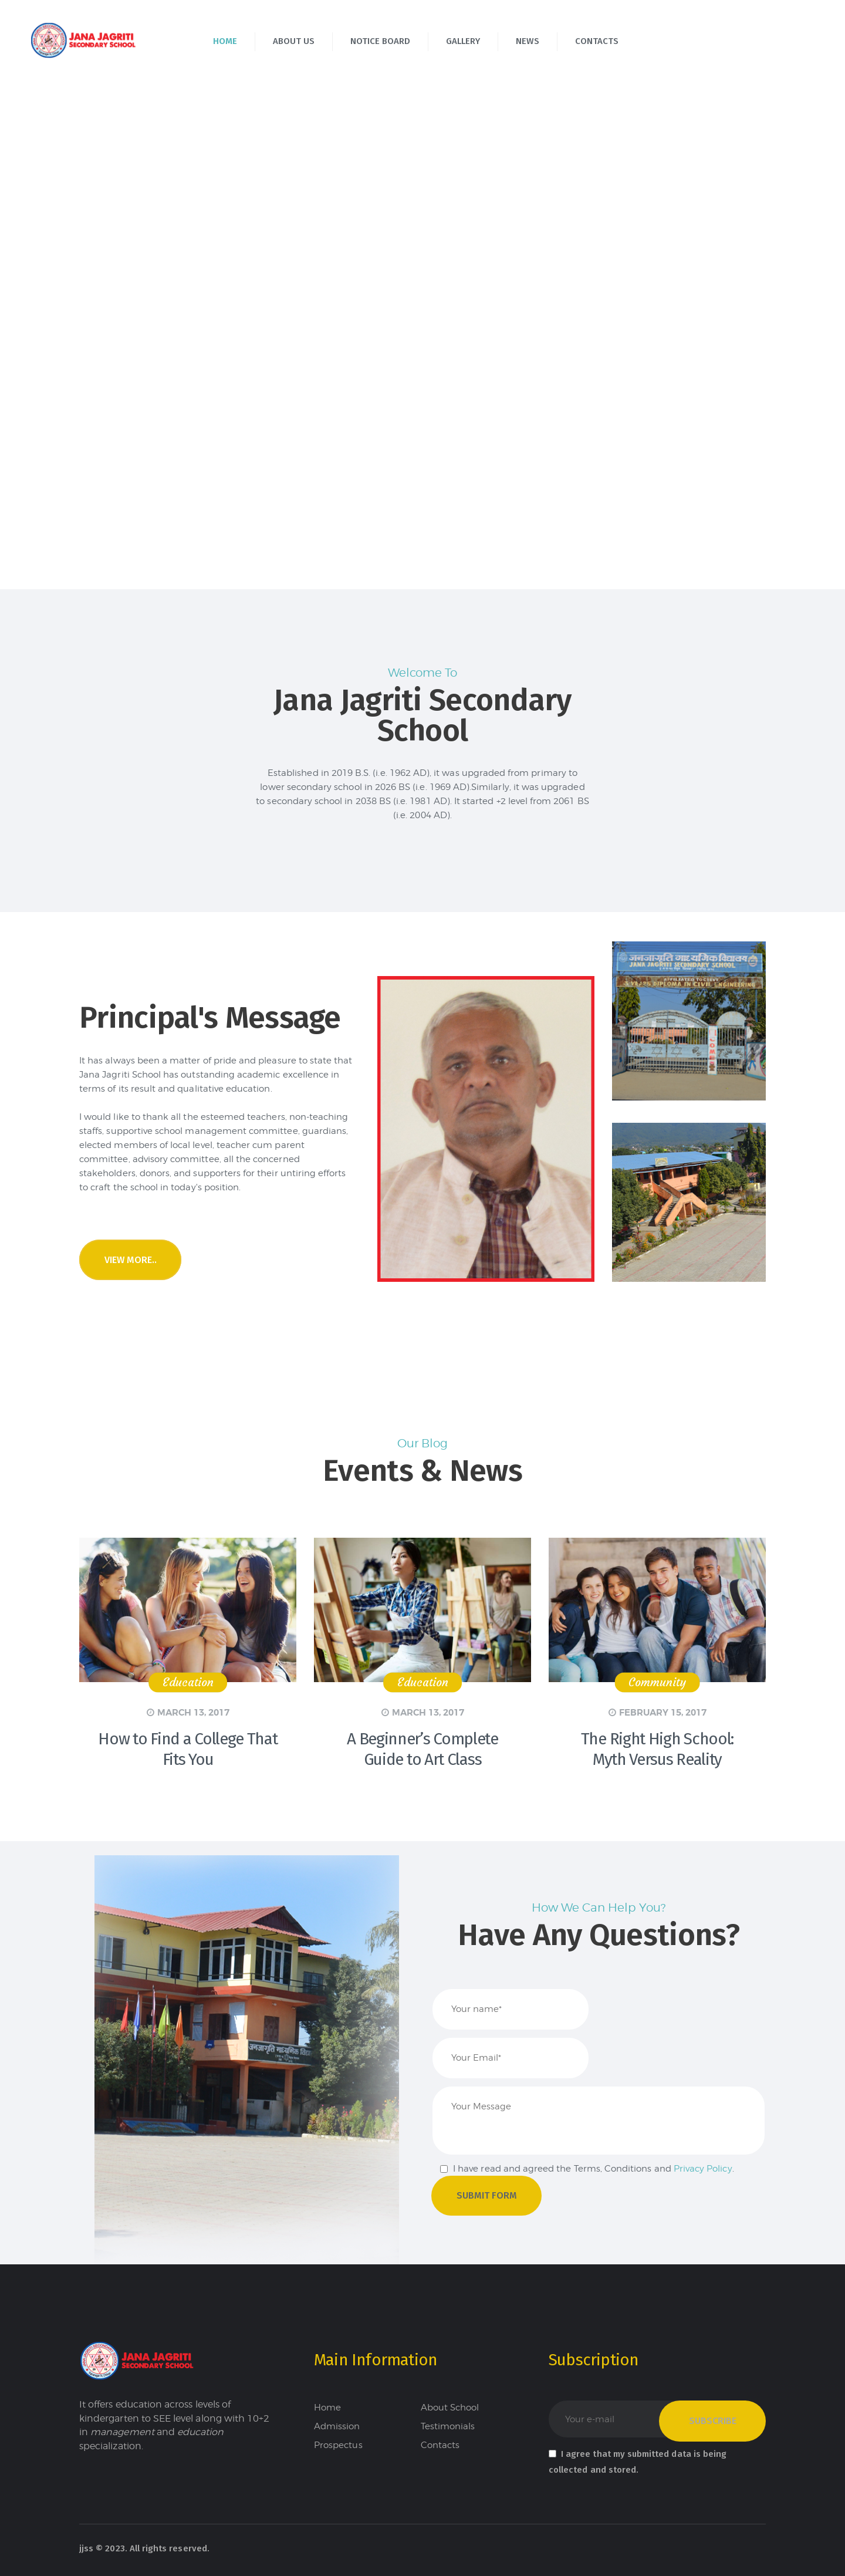 JANA JAGRITI
SECONDARY SCHOOL
HOME
ABOUT US
NOTICE BOARD
GALLERY
NEWS
CONTACTS
Welcome To
Jana Jagriti Secondary
School
Established in 2019 B.S. (i.e. 1962 AD), it was upgraded from primary to
lower secondary school in 2026 BS (i.e. 1969 AD).Similarly, it was upgraded
to secondary school in 2038 BS (i.e. 1981 AD). It started +2 level from 2061 BS
(i.e. 2004 AD).
Principal's Message
It has always been a matter of pride and pleasure to state that
Jana Jagriti School has outstanding academic excellence in
terms of its result and qualitative education.
I would like to thank all the esteemed teachers, non-teaching
staffs, supportive school management committee, guardians,
elected members of local level, teacher cum parent
committee, advisory committee, all the concerned
stakeholders, donors, and supporters for their untiring efforts
to craft the school in today's position.
VIEW MORE..
जनजागृति माध्यमिक विद्यालय
JANA JAGRITI SECONDARY SCHOOL
DIPLOMA IN CIVIL ENGINEERING
Our Blog
Events & News
Education
MARCH 13, 2017
How to Find a College That
Fits You
Education
MARCH 13, 2017
A Beginner’s Complete
Guide to Art Class
Community
FEBRUARY 15, 2017
The Right High School:
Myth Versus Reality
जनजागृति माध्यमिक वि
How We Can Help You?
Have Any Questions?
Your name*
Your Email*
Your Message
I have read and agreed the Terms, Conditions and Privacy Policy.
SUBMIT FORM
JANA JAGRITI
SECONDARY SCHOOL
It offers education across levels of
kindergarten to SEE level along with 10+2
in management and education
specialization.
Main Information
Home
About School
Admission
Testimonials
Prospectus
Contacts
Subscription
Your e-mail
SUBSCRIBE
I agree that my submitted data is being
collected and stored.
jjss © 2023. All rights reserved.